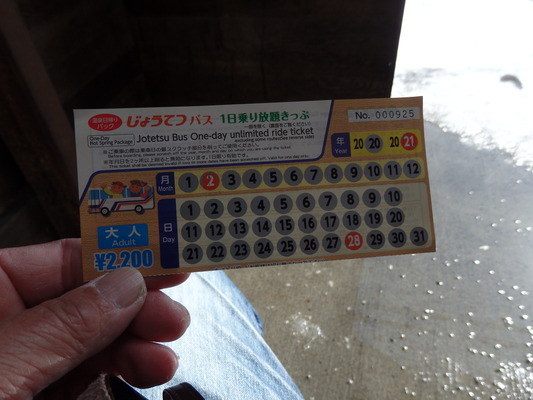 温泉日帰りパック
One-Day Hot Spring Package
じょうてつバス 1日乗り放題きっぷ
Jotetsu Bus One-day unlimited ride ticket
No. 000925
年 Year 20 20 20 21
月 Month 1 2 3 4 5 6 7 8 9 10 11 12
日 Day
1 2 3 4 5 6 7 8 9 10
11 12 13 14 15 16 17 18 19 20
21 22 23 24 25 26 27 28 29 30 31
大人
Adult
¥2,200